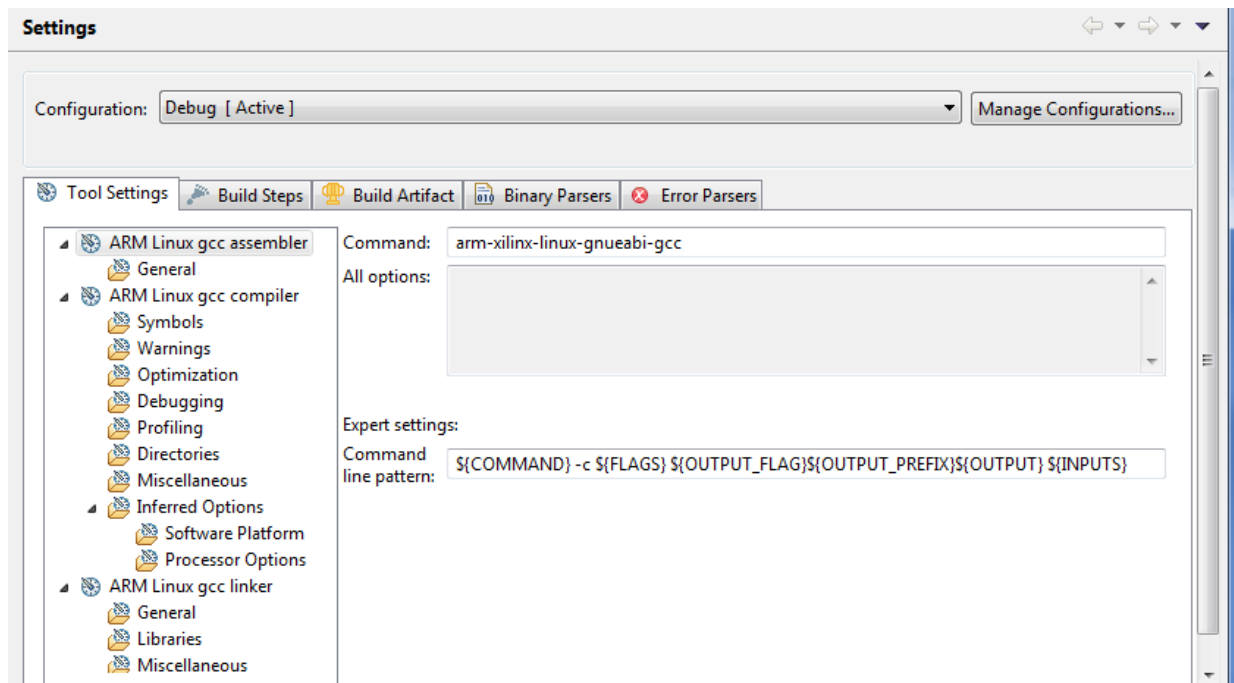 Settings
Configuration: Debug [ Active ] Manage Configurations...
Tool Settings Build Steps Build Artifact Binary Parsers Error Parsers
ARM Linux gcc assembler
General
ARM Linux gcc compiler
Symbols
Warnings
Optimization
Debugging
Profiling
Directories
Miscellaneous
Inferred Options
Software Platform
Processor Options
ARM Linux gcc linker
General
Libraries
Miscellaneous
Command: arm-xilinx-linux-gnueabi-gcc
All options:
Expert settings:
Command
line pattern: ${COMMAND} -c ${FLAGS} ${OUTPUT_FLAG}${OUTPUT_PREFIX}${OUTPUT} ${INPUTS}